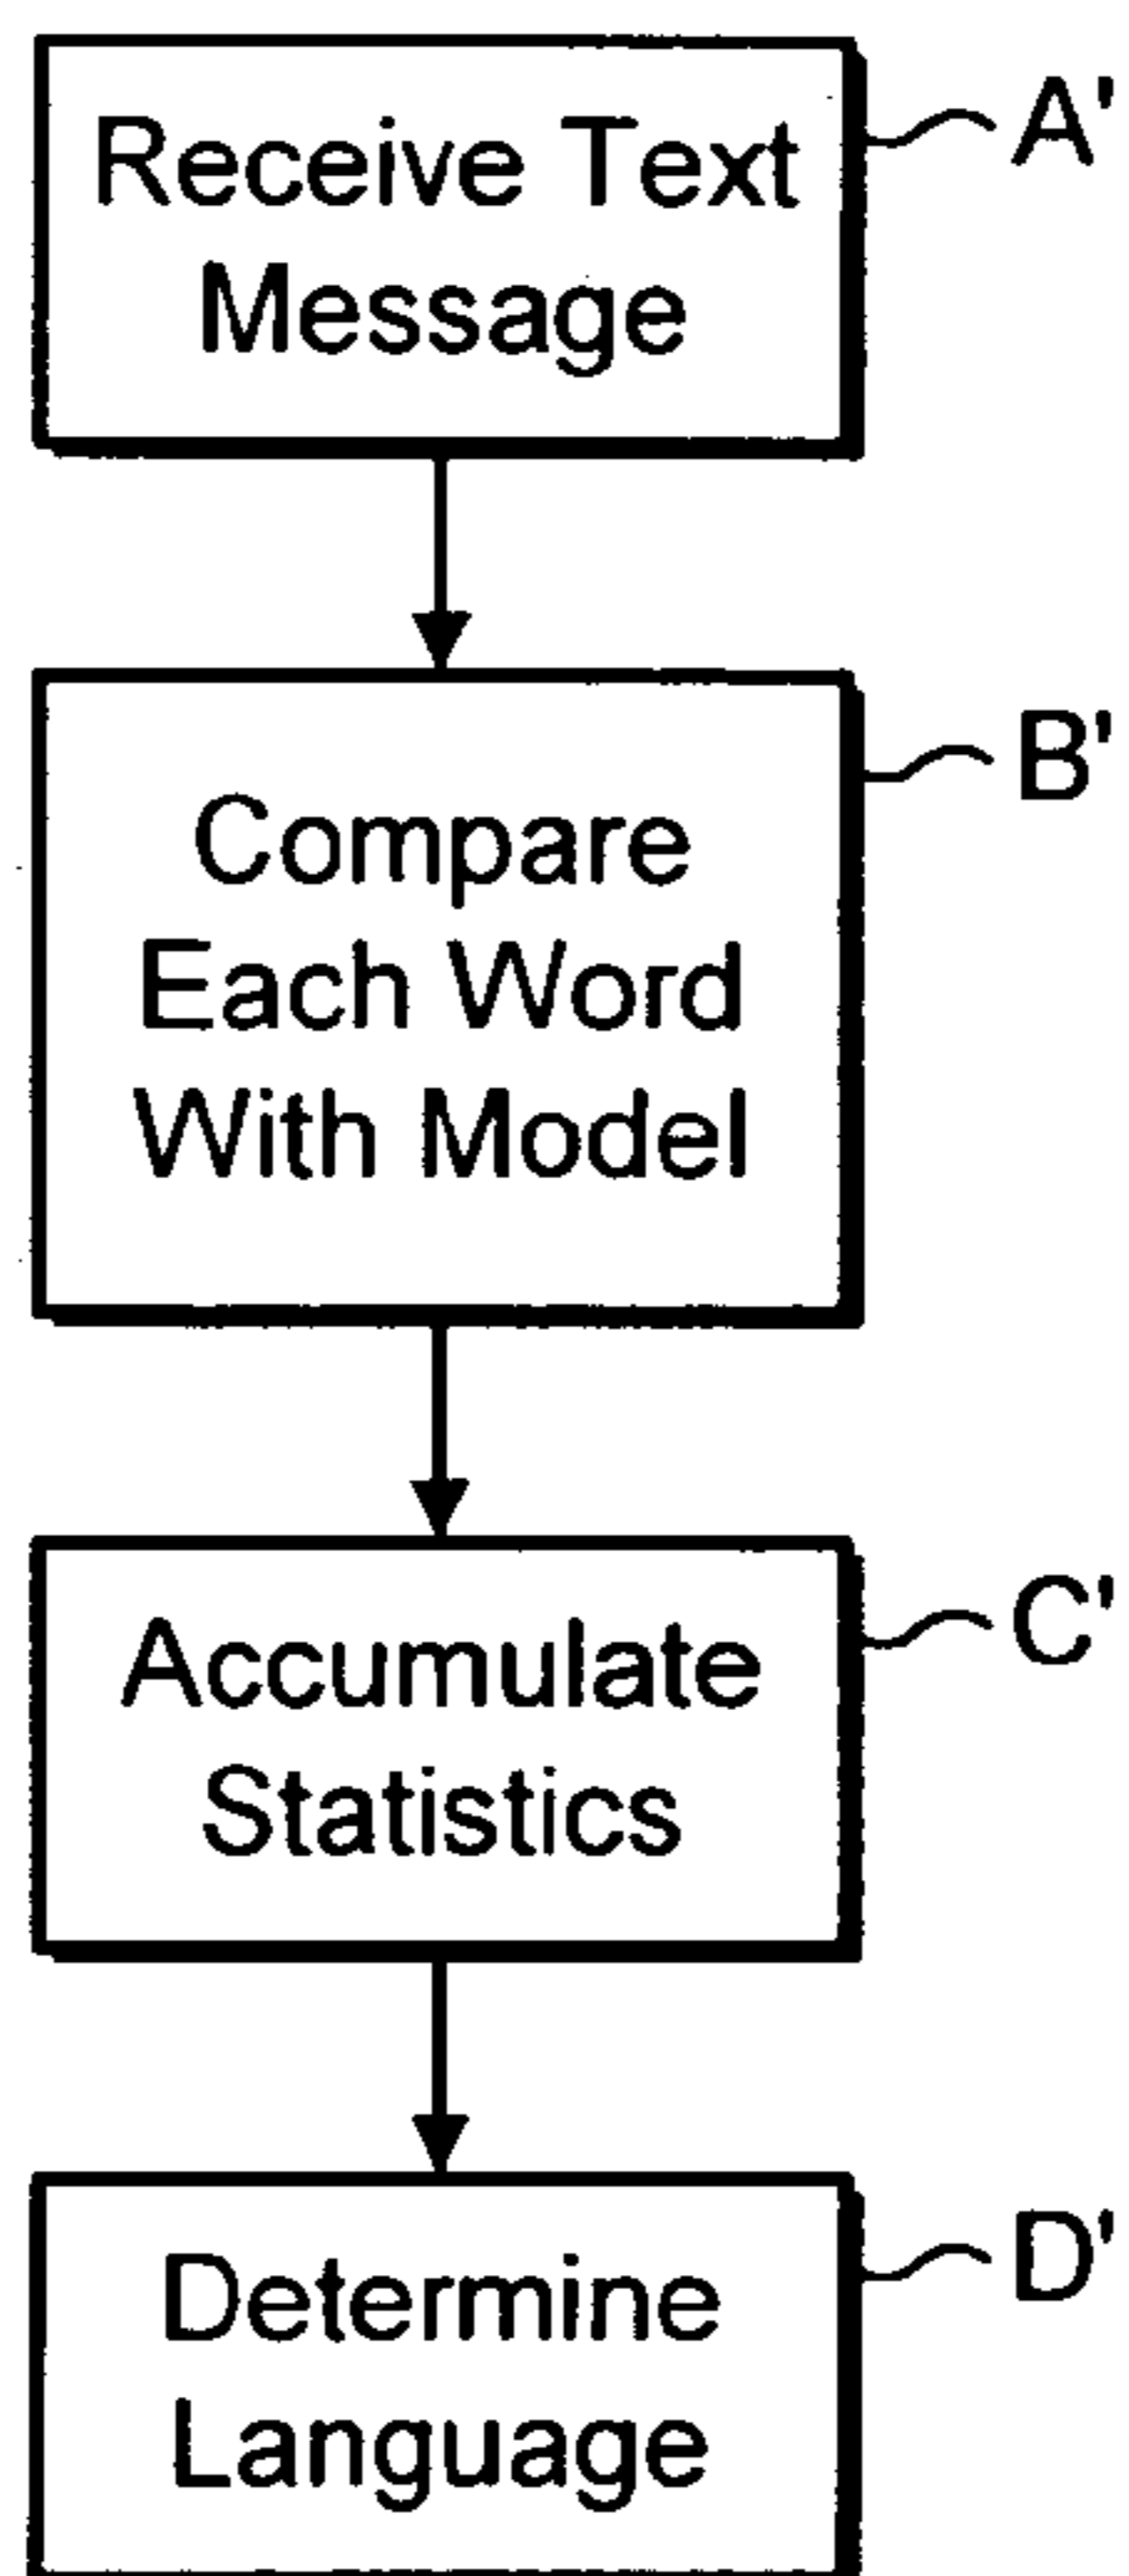 Receive Text
Message
A'
Compare
Each Word
With Model
B'
Accumulate
Statistics
C'
Determine
Language
D'